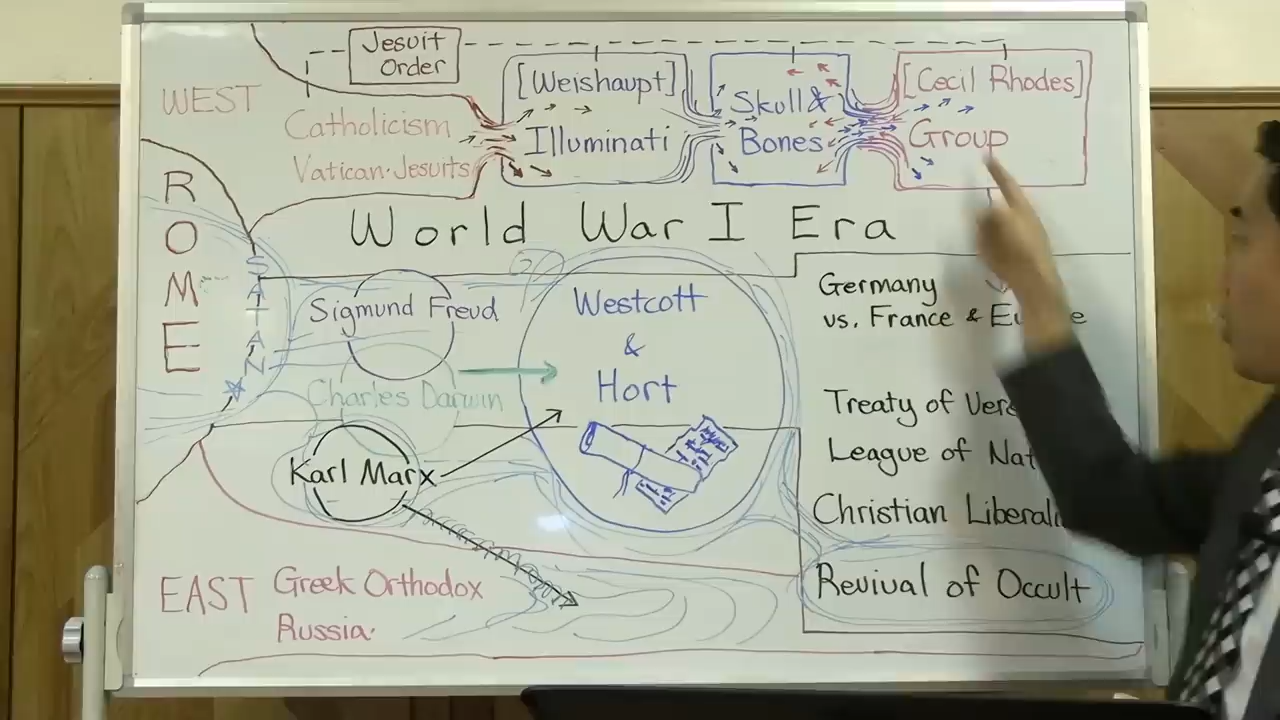 Jesuit
Order
WEST
Catholicism
Vatican·Jesuits
[Weishaupt]
Illuminati
Skull &
Bones
[Cecil Rhodes]
Group
ROME
SATAN
World War I Era
Sigmund Freud
Charles Darwin
Karl Marx
Westcott
&
Hort
Germany
vs. France &
Treaty of
League of
Christian
Revival of Occult
EAST
Greek Orthodox
Russia·